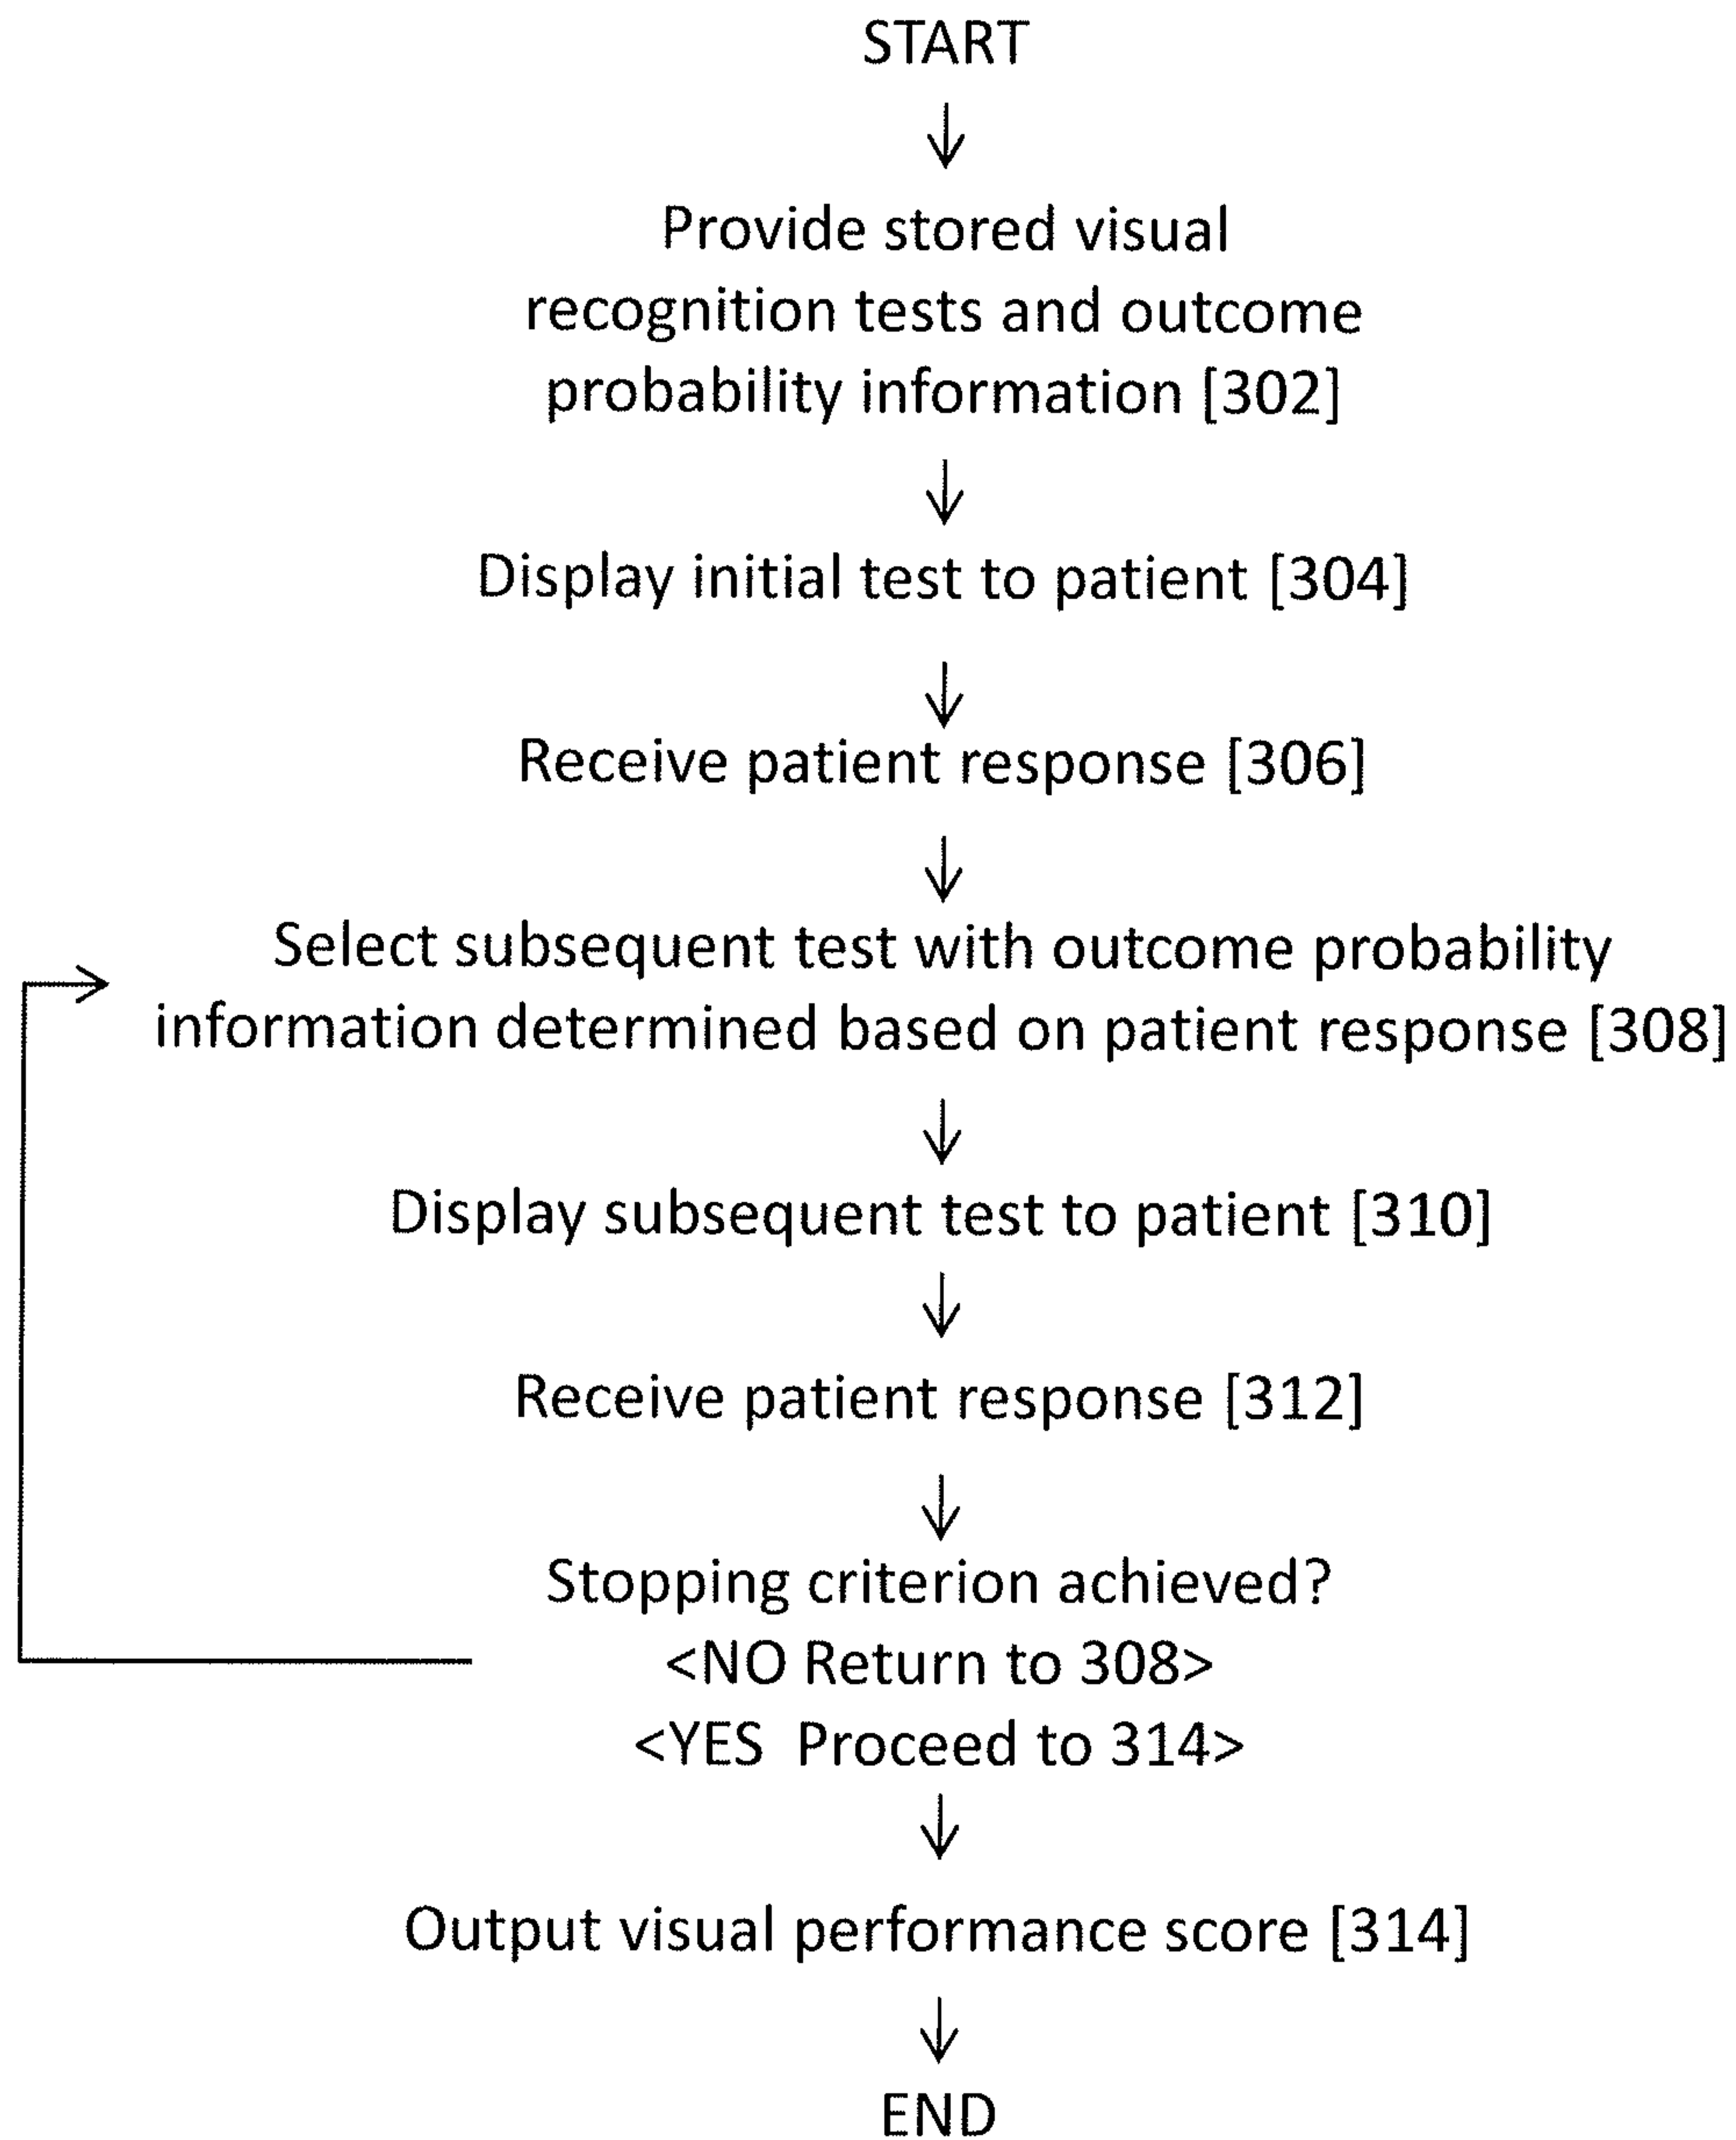 START
Provide stored visual
recognition tests and outcome
probability information [302]
Display initial test to patient [304]
Receive patient response [306]
Select subsequent test with outcome probability
information determined based on patient response [308]
Display subsequent test to patient [310]
Receive patient response [312]
Stopping criterion achieved?
<NO Return to 308>
<YES  Proceed to 314>
Output visual performance score [314]
END